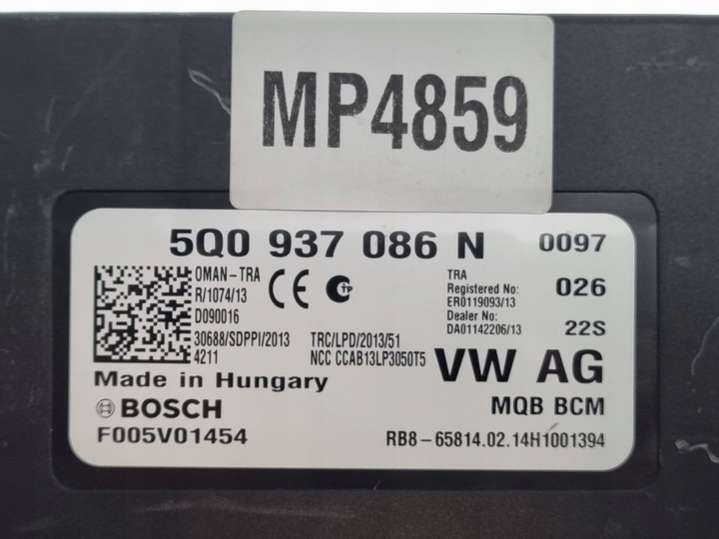 MP4859
5Q0 937 086 N 0097
OMAN-TRA
R/1074/13
D090016
CE
TRA
Registered No:
ER0119093/13
Dealer No:
DA01142206/13
026
22S
30688/SDPPI/2013
4211
TRC/LPD/2013/51
NCC CCAB13LP3050T5
VW AG
Made in Hungary
BOSCH
MQB BCM
F005V01454
RB8-65814.02.14H1001394